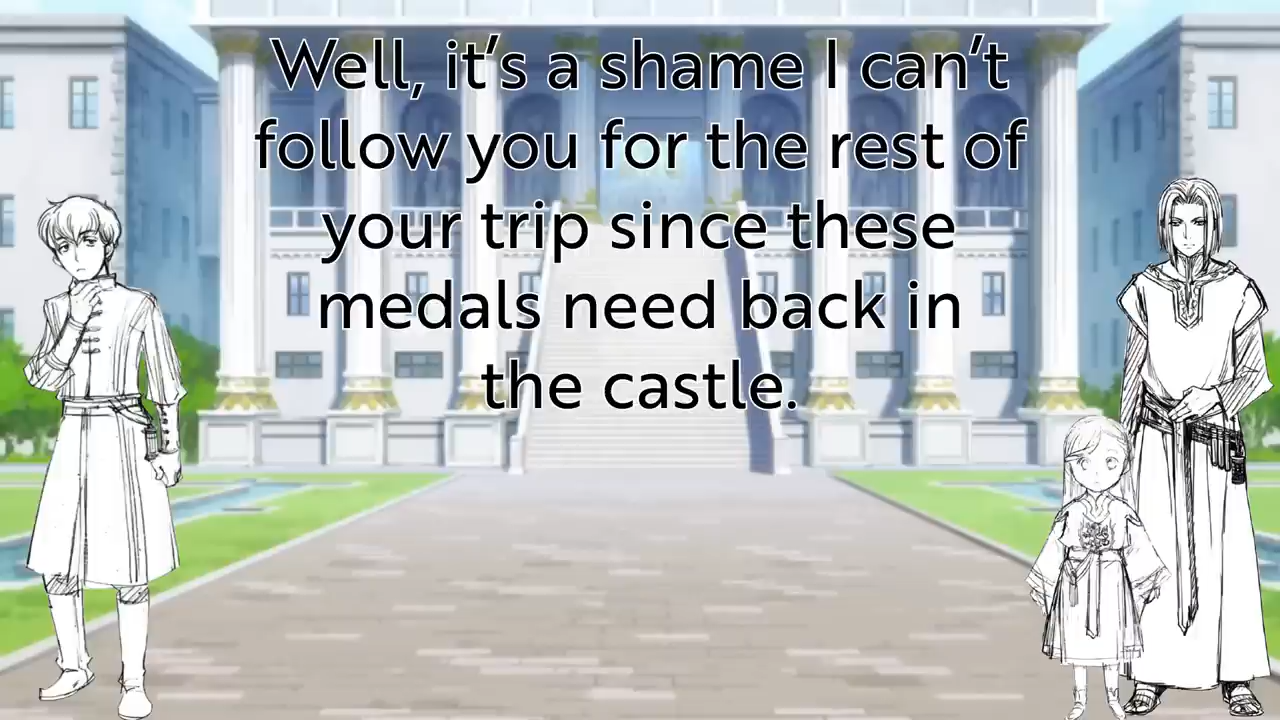 Well, it’s a shame I can’t
follow you for the rest of
your trip since these
medals need back in
the castle.